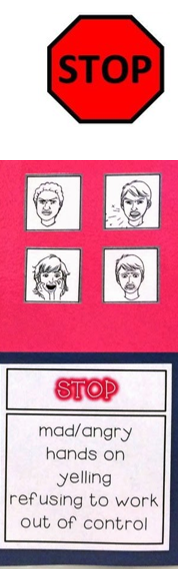 STOP
STOP
mad/angry
hands on
yelling
refusing to work
out of control